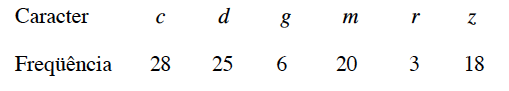 Caracter c d g m r z
Freqüência 28 25 6 20 3 18